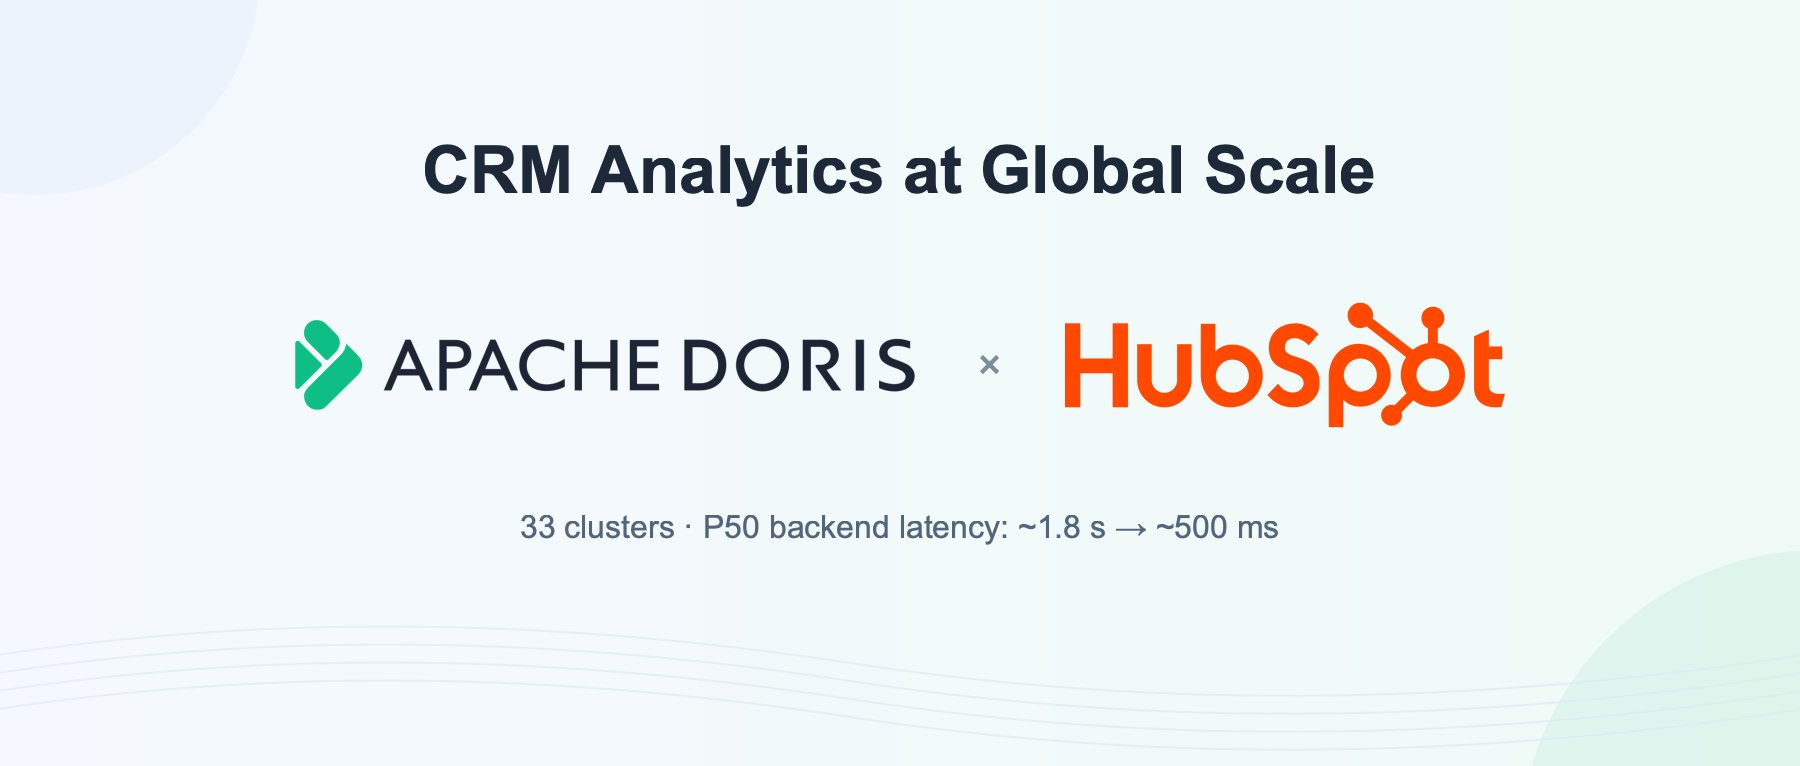 CRM Analytics at Global Scale
APACHE DORIS × HubSpot
33 clusters · P50 backend latency: ~1.8 s → ~500 ms